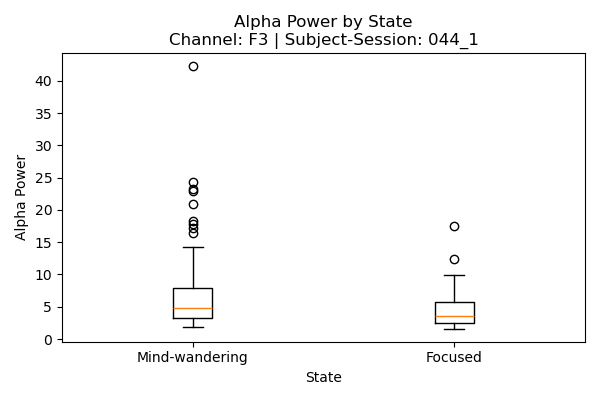 Alpha Power by State
Channel: F3 | Subject-Session: 044_1
40
35
30
25
20
15
10
5
0
Alpha Power
Mind-wandering
Focused
State